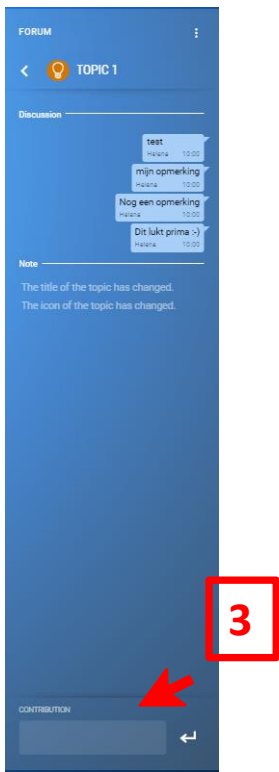 FORUM
TOPIC 1
Discussion
test
Helena 10:00
mijn opmerking
Helena 10:00
Nog een opmerking
Helena 10:00
Dit lukt prima :-)
Helena 10:00
Note
The title of the topic has changed.
The icon of the topic has changed.
3
CONTRIBUTION